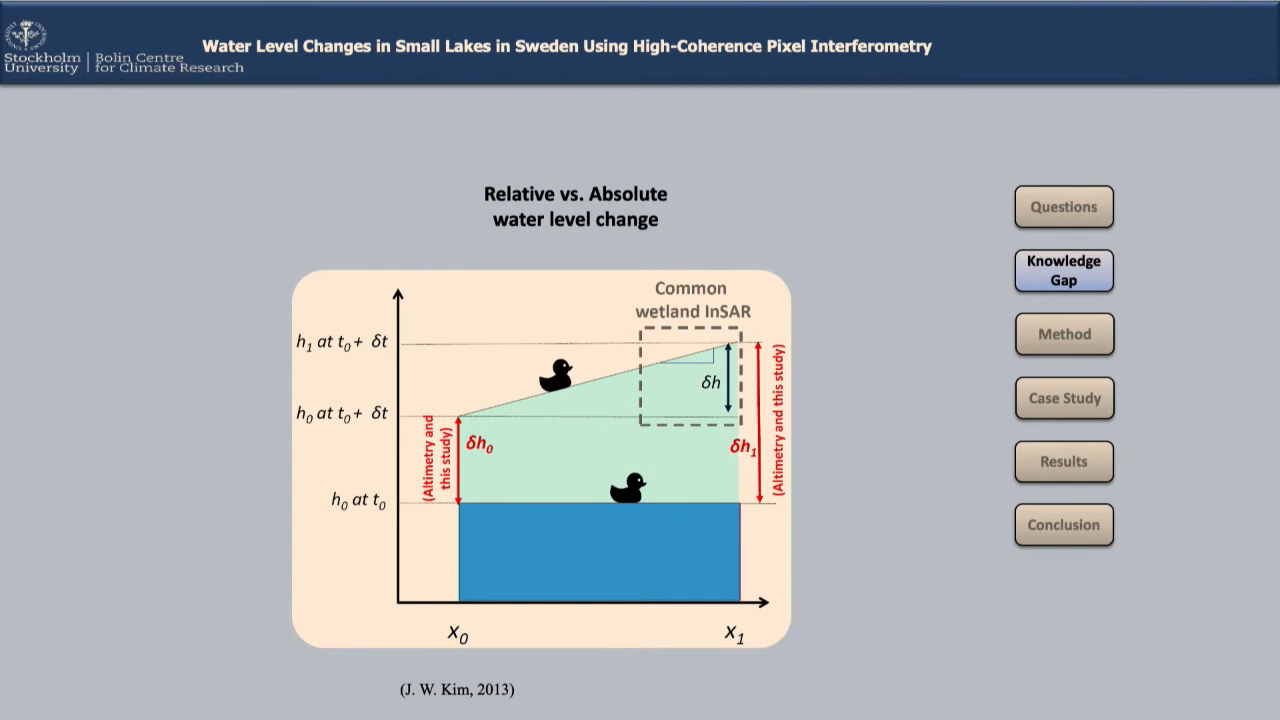 Stockholm
University
Bolin Centre
for Climate Research
Water Level Changes in Small Lakes in Sweden Using High-Coherence Pixel Interferometry
Relative vs. Absolute
water level change
Common
wetland InSAR
h₁ at t₀ + δt
h₀ at t₀ + δt
h₀ at t₀
(Altimetry and
this study)
δh₀
δh
δh₁
(Altimetry and this study)
x₀
x₁
(J. W. Kim, 2013)
Questions
Knowledge
Gap
Method
Case Study
Results
Conclusion